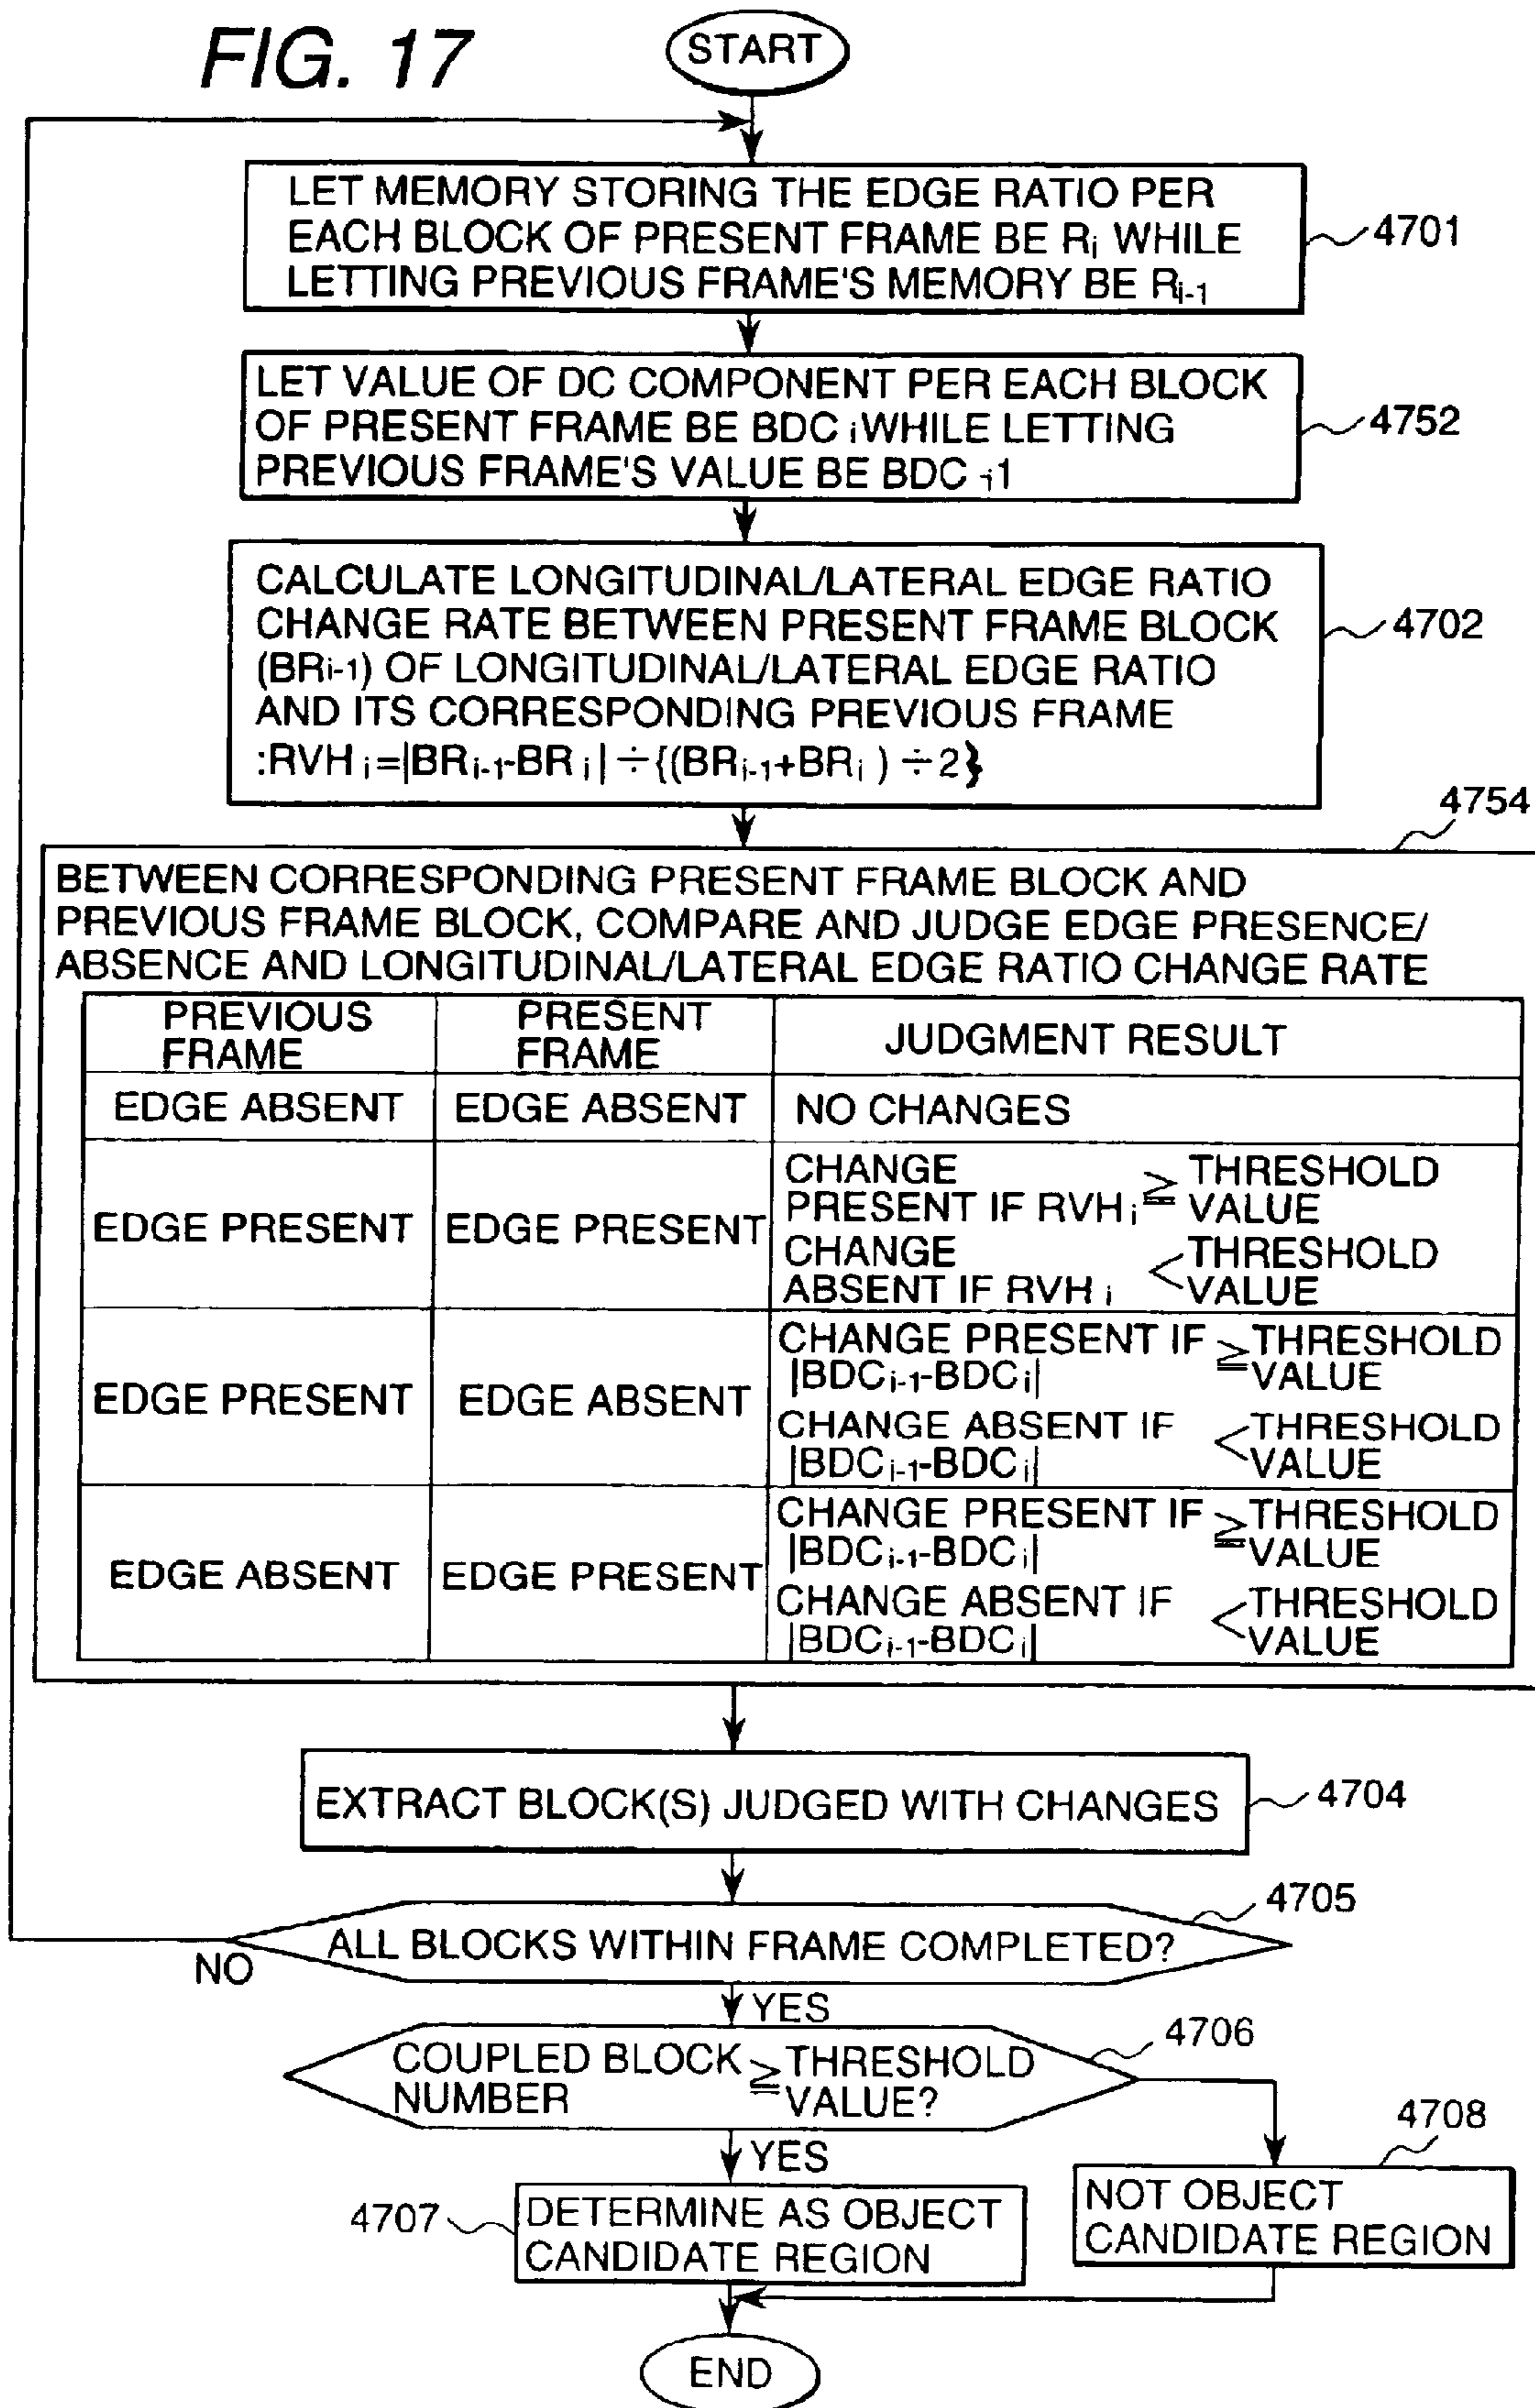 FIG. 17
START
LET MEMORY STORING THE EDGE RATIO PER
EACH BLOCK OF PRESENT FRAME BE Ri WHILE
LETTING PREVIOUS FRAME'S MEMORY BE Ri-1
4701
LET VALUE OF DC COMPONENT PER EACH BLOCK
OF PRESENT FRAME BE BDC i WHILE LETTING
PREVIOUS FRAME'S VALUE BE BDC -i1
4752
CALCULATE LONGITUDINAL/LATERAL EDGE RATIO
CHANGE RATE BETWEEN PRESENT FRAME BLOCK
(BRi-1) OF LONGITUDINAL/LATERAL EDGE RATIO
AND ITS CORRESPONDING PREVIOUS FRAME
:RVH i=|BRi-1-BR i|÷{(BRi-1+BRi )÷2}
4702
4754
BETWEEN CORRESPONDING PRESENT FRAME BLOCK AND
PREVIOUS FRAME BLOCK, COMPARE AND JUDGE EDGE PRESENCE/
ABSENCE AND LONGITUDINAL/LATERAL EDGE RATIO CHANGE RATE
PREVIOUS
FRAME
PRESENT
FRAME
JUDGMENT RESULT
EDGE ABSENT
EDGE ABSENT
NO CHANGES
EDGE PRESENT
EDGE PRESENT
CHANGE
PRESENT IF RVH i
≧
THRESHOLD
VALUE
CHANGE
ABSENT IF RVH i
<
THRESHOLD
VALUE
EDGE PRESENT
EDGE ABSENT
CHANGE PRESENT IF
|BDCi-1-BDCi|
≧
THRESHOLD
VALUE
CHANGE ABSENT IF
|BDCi-1-BDCi|
<
THRESHOLD
VALUE
EDGE ABSENT
EDGE PRESENT
CHANGE PRESENT IF
|BDCi-1-BDCi|
≧
THRESHOLD
VALUE
CHANGE ABSENT IF
|BDCi-1-BDCi|
<
THRESHOLD
VALUE
EXTRACT BLOCK(S) JUDGED WITH CHANGES
4704
4705
ALL BLOCKS WITHIN FRAME COMPLETED?
NO
YES
4706
COUPLED BLOCK
NUMBER
≧
THRESHOLD
VALUE?
YES
4707
DETERMINE AS OBJECT
CANDIDATE REGION
4708
NOT OBJECT
CANDIDATE REGION
END